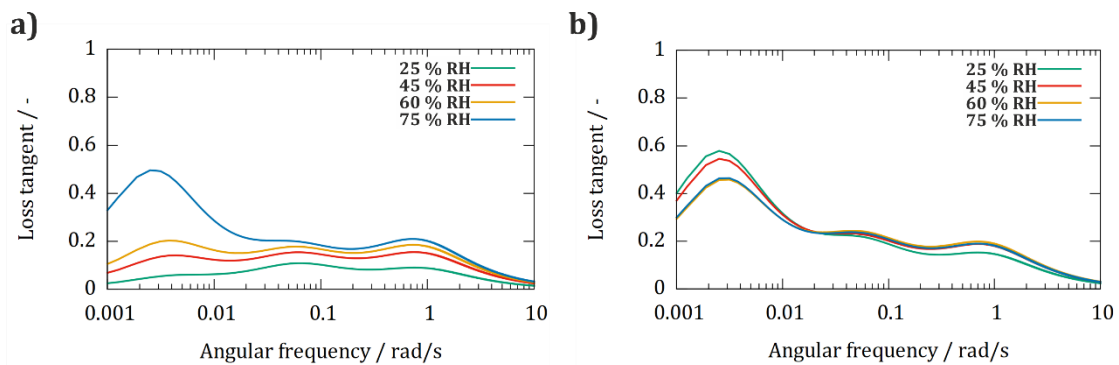 a)
1
0.8
0.6
0.4
0.2
0
0.001
0.01
0.1
1
10
Loss tangent / -
Angular frequency / rad/s
25 % RH
45 % RH
60 % RH
75 % RH
b)
1
0.8
0.6
0.4
0.2
0
0.001
0.01
0.1
1
10
Loss tangent / -
Angular frequency / rad/s
25 % RH
45 % RH
60 % RH
75 % RH